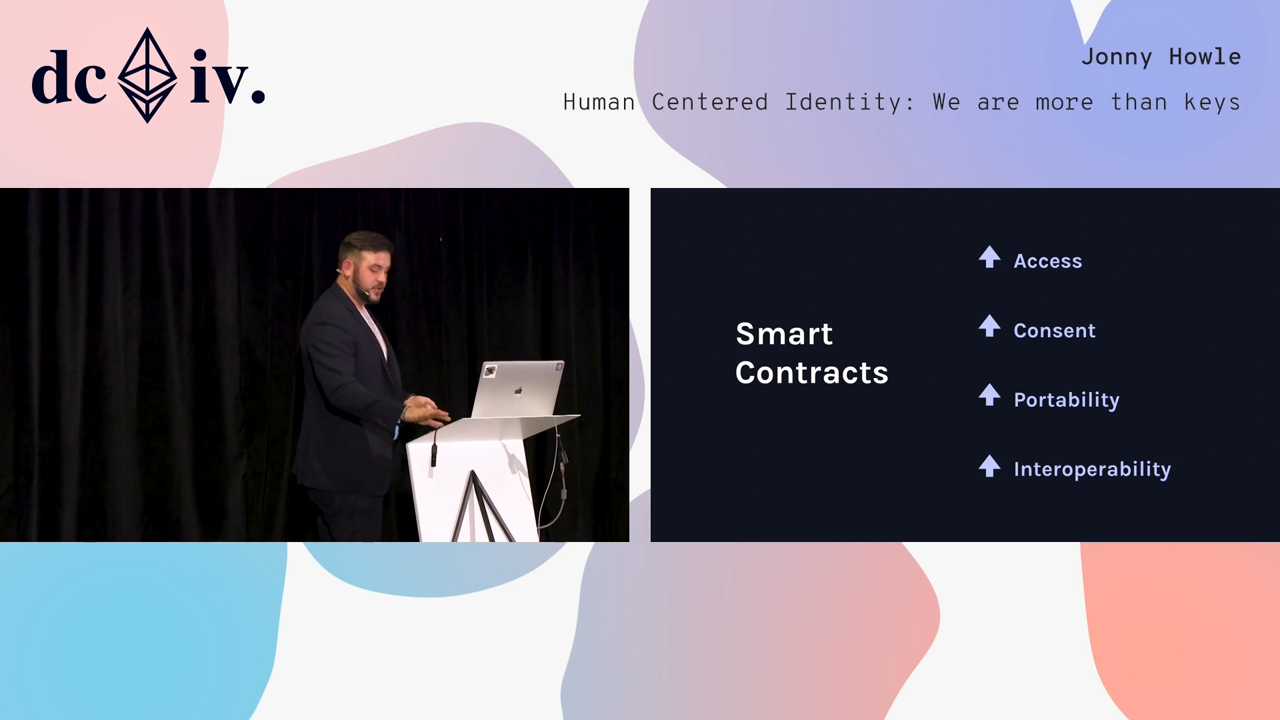 dc iv.
Jonny Howle
Human Centered Identity: We are more than keys
Smart
Contracts
Access
Consent
Portability
Interoperability